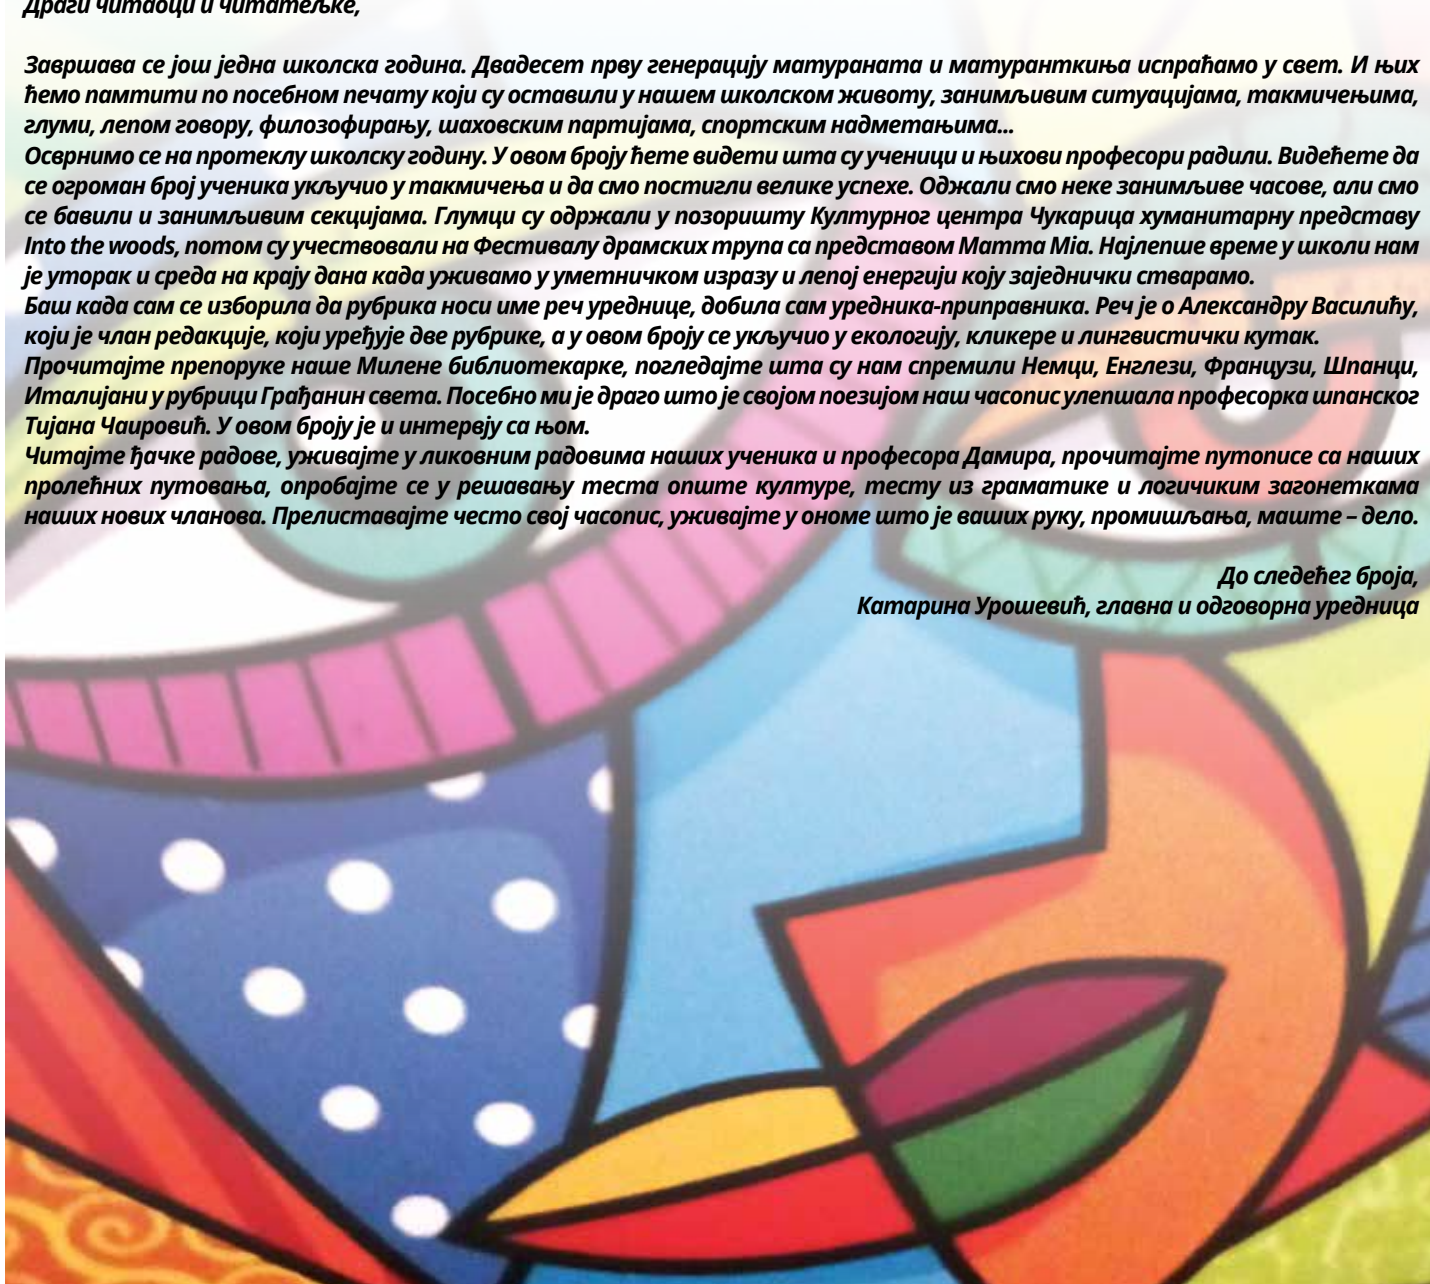 Драги читаоци и читатељке,
Завршава се још једна школска година. Двадесет прву генерацију матураната и матуранткиња испраћамо у свет. И њих
ћемо памтити по посебном печату који су оставили у нашем школском животу, занимљивим ситуацијама, такмичењима,
глуми, лепом говору, филозофирању, шаховским партијама, спортским надметањима...
Осврнимо се на протеклу школску годину. У овом броју ћете видети шта су ученици и њихови професори радили. Видећете да
се огроман број ученика укључио у такмичења и да смо постигли велике успехе. Оджали смо неке занимљиве часове, али смо
се бавили и занимљивим секцијама. Глумци су одржали у позоришту Културног центра Чукарица хуманитарну представу
Into the woods, потом су учествовали на Фестивалу драмских трупа са представом Mamma Mia. Најлепше време у школи нам
је уторак и среда на крају дана када уживамо у уметничком изразу и лепој енергији коју заједнички стварамо.
Баш када сам се изборила да рубрика носи име реч уреднице, добила сам уредника-приправника. Реч је о Александру Василићу,
који је члан редакције, који уређује две рубрике, а у овом броју се укључио у екологију, кликере и лингвистички кутак.
Прочитајте препоруке наше Милене библиотекарке, погледајте шта су нам спремили Немци, Енглези, Французи, Шпанци,
Италијани у рубрици Грађанин света. Посебно ми је драго што је својом поезијом наш часопис улепшала професорка шпанског
Тијана Чаировић. У овом броју је и интервју са њом.
Читајте ђачке радове, уживајте у ликовним радовима наших ученика и професора Дамира, прочитајте путописе са наших
пролећних путовања, опробајте се у решавању теста опште културе, тесту из граматике и логичиким загонеткама
наших нових чланова. Прелиставајте често свој часопис, уживајте у ономе што је ваших руку, промишљања, маште – дело.
До следећег броја,
Катарина Урошевић, главна и одговорна уредница